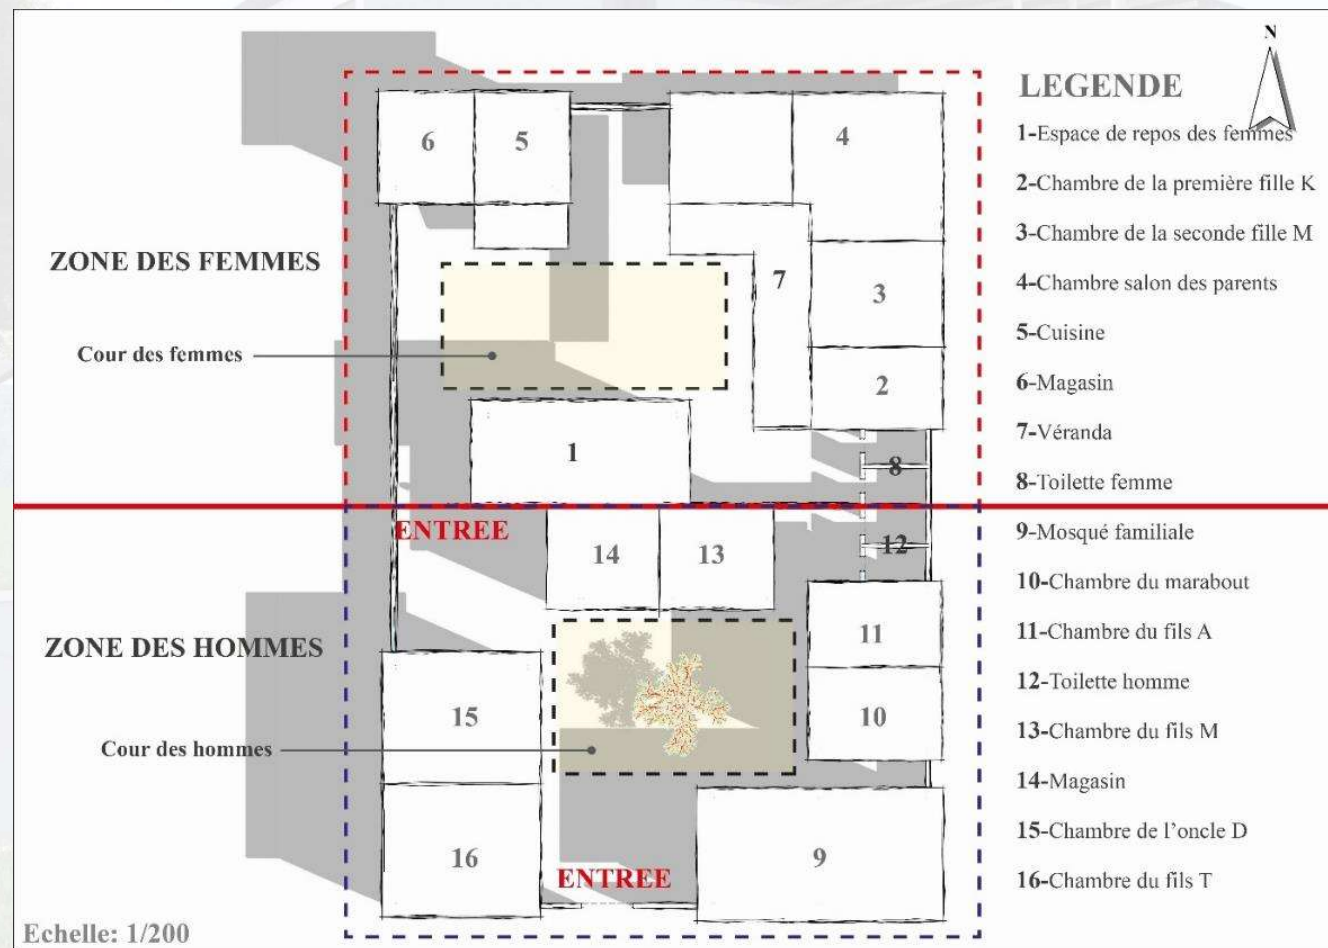 N
LEGENDE
1-Espace de repos des femmes
2-Chambre de la première fille K
3-Chambre de la seconde fille M
4-Chambre salon des parents
5-Cuisine
6-Magasin
7-Véranda
8-Toilette femme
9-Mosqué familiale
10-Chambre du marabout
11-Chambre du fils A
12-Toilette homme
13-Chambre du fils M
14-Magasin
15-Chambre de l'oncle D
16-Chambre du fils T
6
5
4
ZONE DES FEMMES
7
3
Cour des femmes
2
1
8
ENTREE
14
13
12
ZONE DES HOMMES
11
15
10
Cour des hommes
16
9
ENTREE
Echelle: 1/200